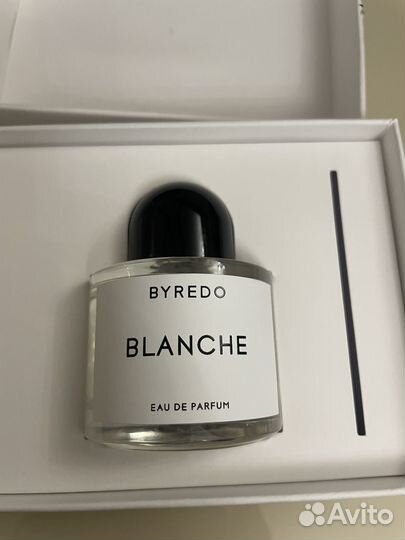 BYREDO
BLANCHE
EAU DE PARFUM
Avito